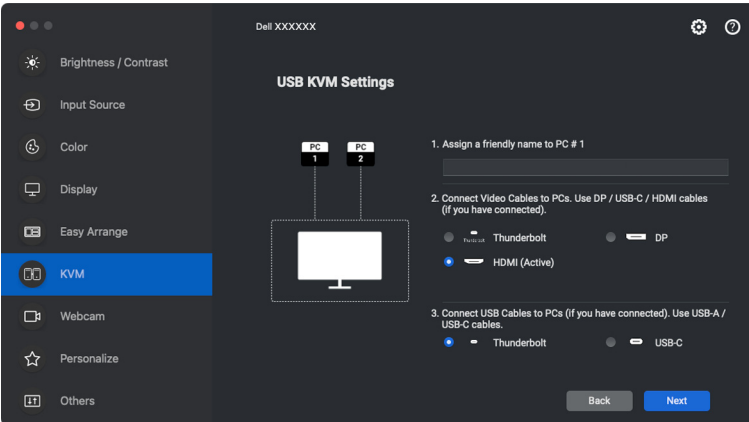 Dell XXXXXX
Brightness / Contrast
Input Source
Color
Display
Easy Arrange
KVM
Webcam
Personalize
Others
USB KVM Settings
PC
1
PC
2
1. Assign a friendly name to PC # 1
2. Connect Video Cables to PCs. Use DP / USB-C / HDMI cables
(if you have connected).
Thunderbolt
DP
HDMI (Active)
3. Connect USB Cables to PCs (if you have connected). Use USB-A /
USB-C cables.
Thunderbolt
USB-C
Back
Next